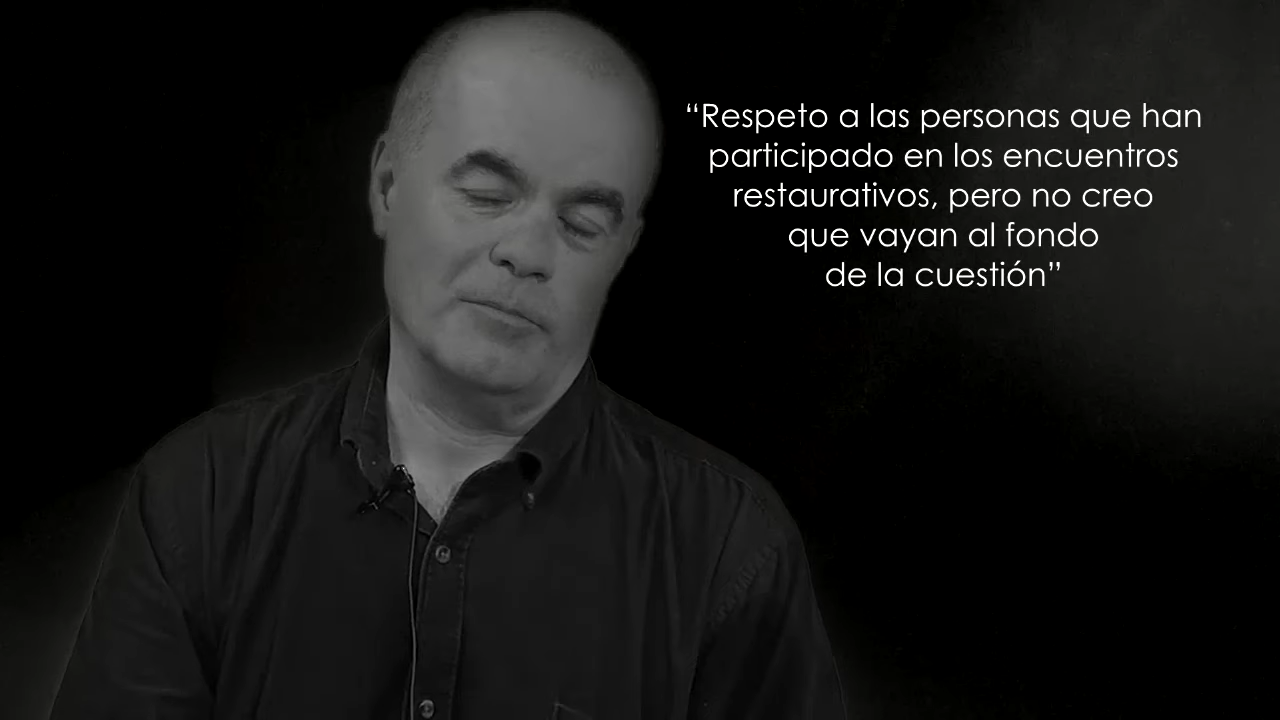 “Respeto a las personas que han
participado en los encuentros
restaurativos, pero no creo
que vayan al fondo
de la cuestión”